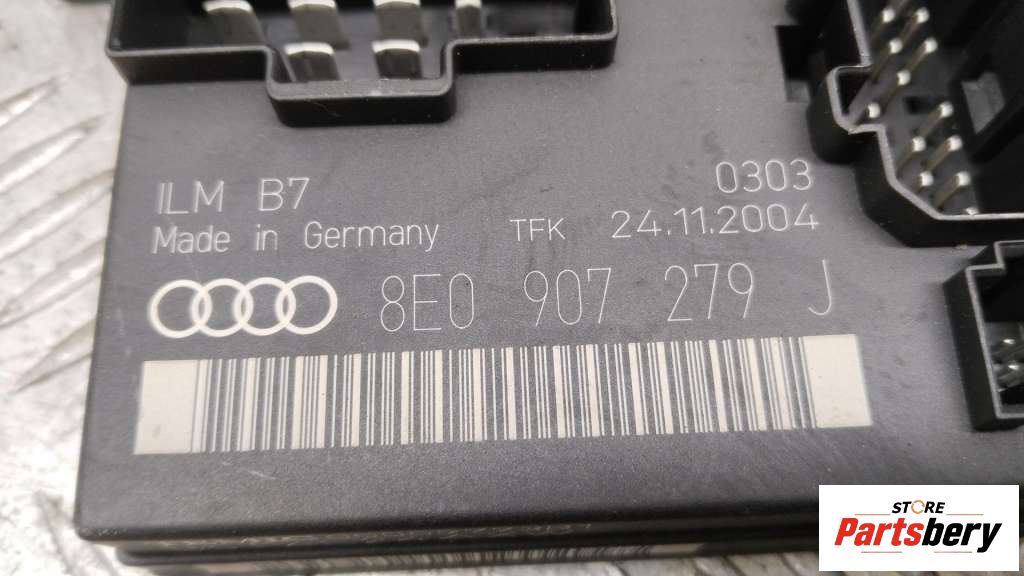 ILM B7 0303
Made in Germany TFK 24.11.2004
8E0 907 279 J
STORE
Partsbery